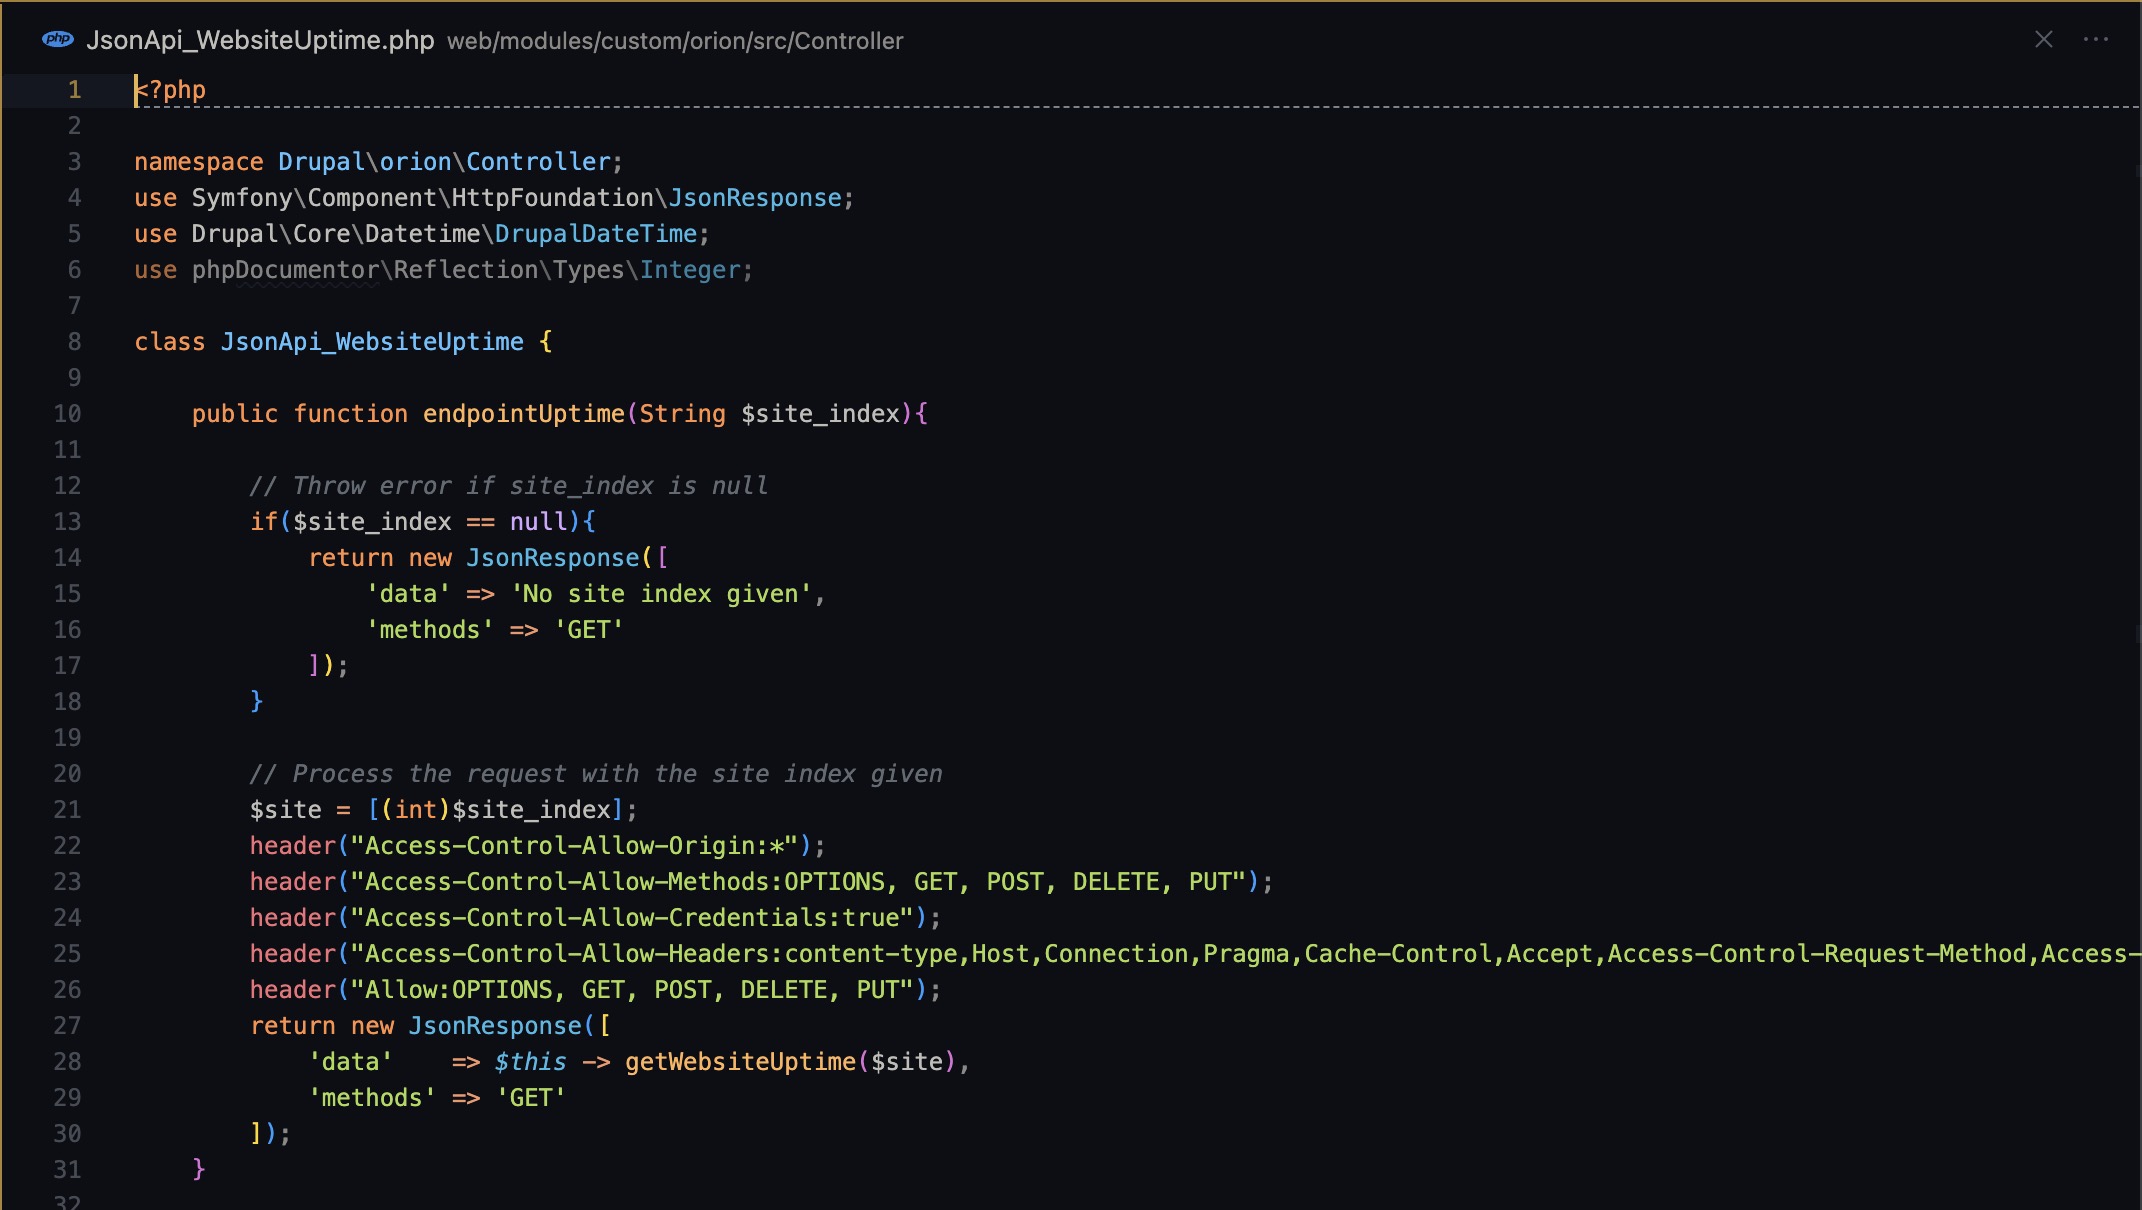 php JsonApi_WebsiteUptime.php web/modules/custom/orion/src/Controller
1 <?php
2
3 namespace Drupal\orion\Controller;
4 use Symfony\Component\HttpFoundation\JsonResponse;
5 use Drupal\Core\Datetime\DrupalDateTime;
6 use phpDocumentor\Reflection\Types\Integer;
7
8 class JsonApi_WebsiteUptime {
9
10     public function endpointUptime(String $site_index){
11
12         // Throw error if site_index is null
13         if($site_index == null){
14             return new JsonResponse([
15                 'data' => 'No site index given',
16                 'methods' => 'GET'
17             ]);
18         }
19
20         // Process the request with the site index given
21         $site = [(int)$site_index];
22         header("Access-Control-Allow-Origin:*");
23         header("Access-Control-Allow-Methods:OPTIONS, GET, POST, DELETE, PUT");
24         header("Access-Control-Allow-Credentials:true");
25         header("Access-Control-Allow-Headers:content-type,Host,Connection,Pragma,Cache-Control,Accept,Access-Control-Request-Method,Access-
26         header("Allow:OPTIONS, GET, POST, DELETE, PUT");
27         return new JsonResponse([
28             'data'    => $this -> getWebsiteUptime($site),
29             'methods' => 'GET'
30         ]);
31     }
32